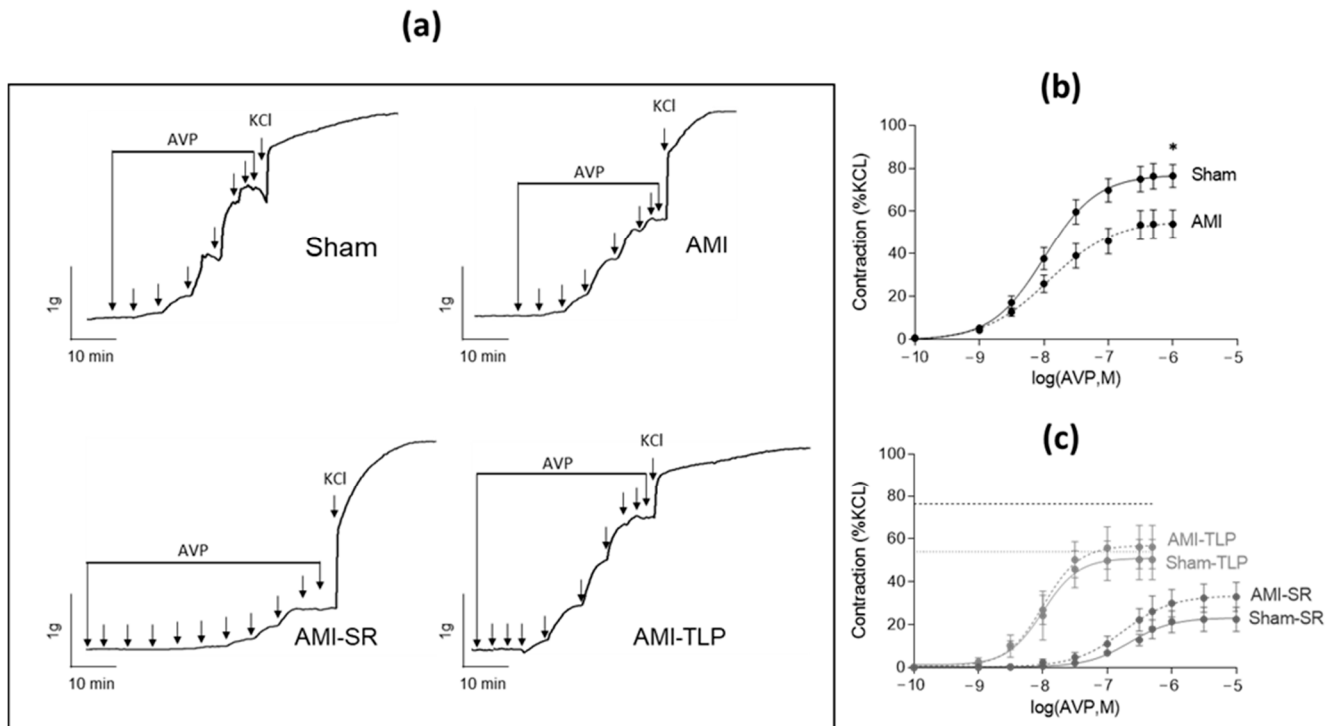 (a)
KCl
AVP
Sham
1g
10 min
KCl
AVP
AMI
1g
10 min
KCl
AVP
AMI-SR
1g
10 min
KCl
AVP
AMI-TLP
1g
10 min
(b)
Contraction (%KCL)
100
80
60
40
20
0
*
Sham
AMI
−10 −9 −8 −7 −6 −5
log(AVP,M)
(c)
Contraction (%KCL)
100
80
60
40
20
0
AMI-TLP
Sham-TLP
AMI-SR
Sham-SR
−10 −9 −8 −7 −6 −5
log(AVP,M)